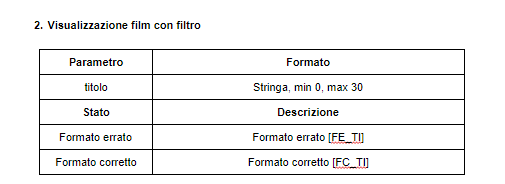 2. Visualizzazione film con filtro
Parametro Formato
titolo Stringa, min 0, max 30
Stato Descrizione
Formato errato Formato errato [FE_TI]
Formato corretto Formato corretto [FC_TI]